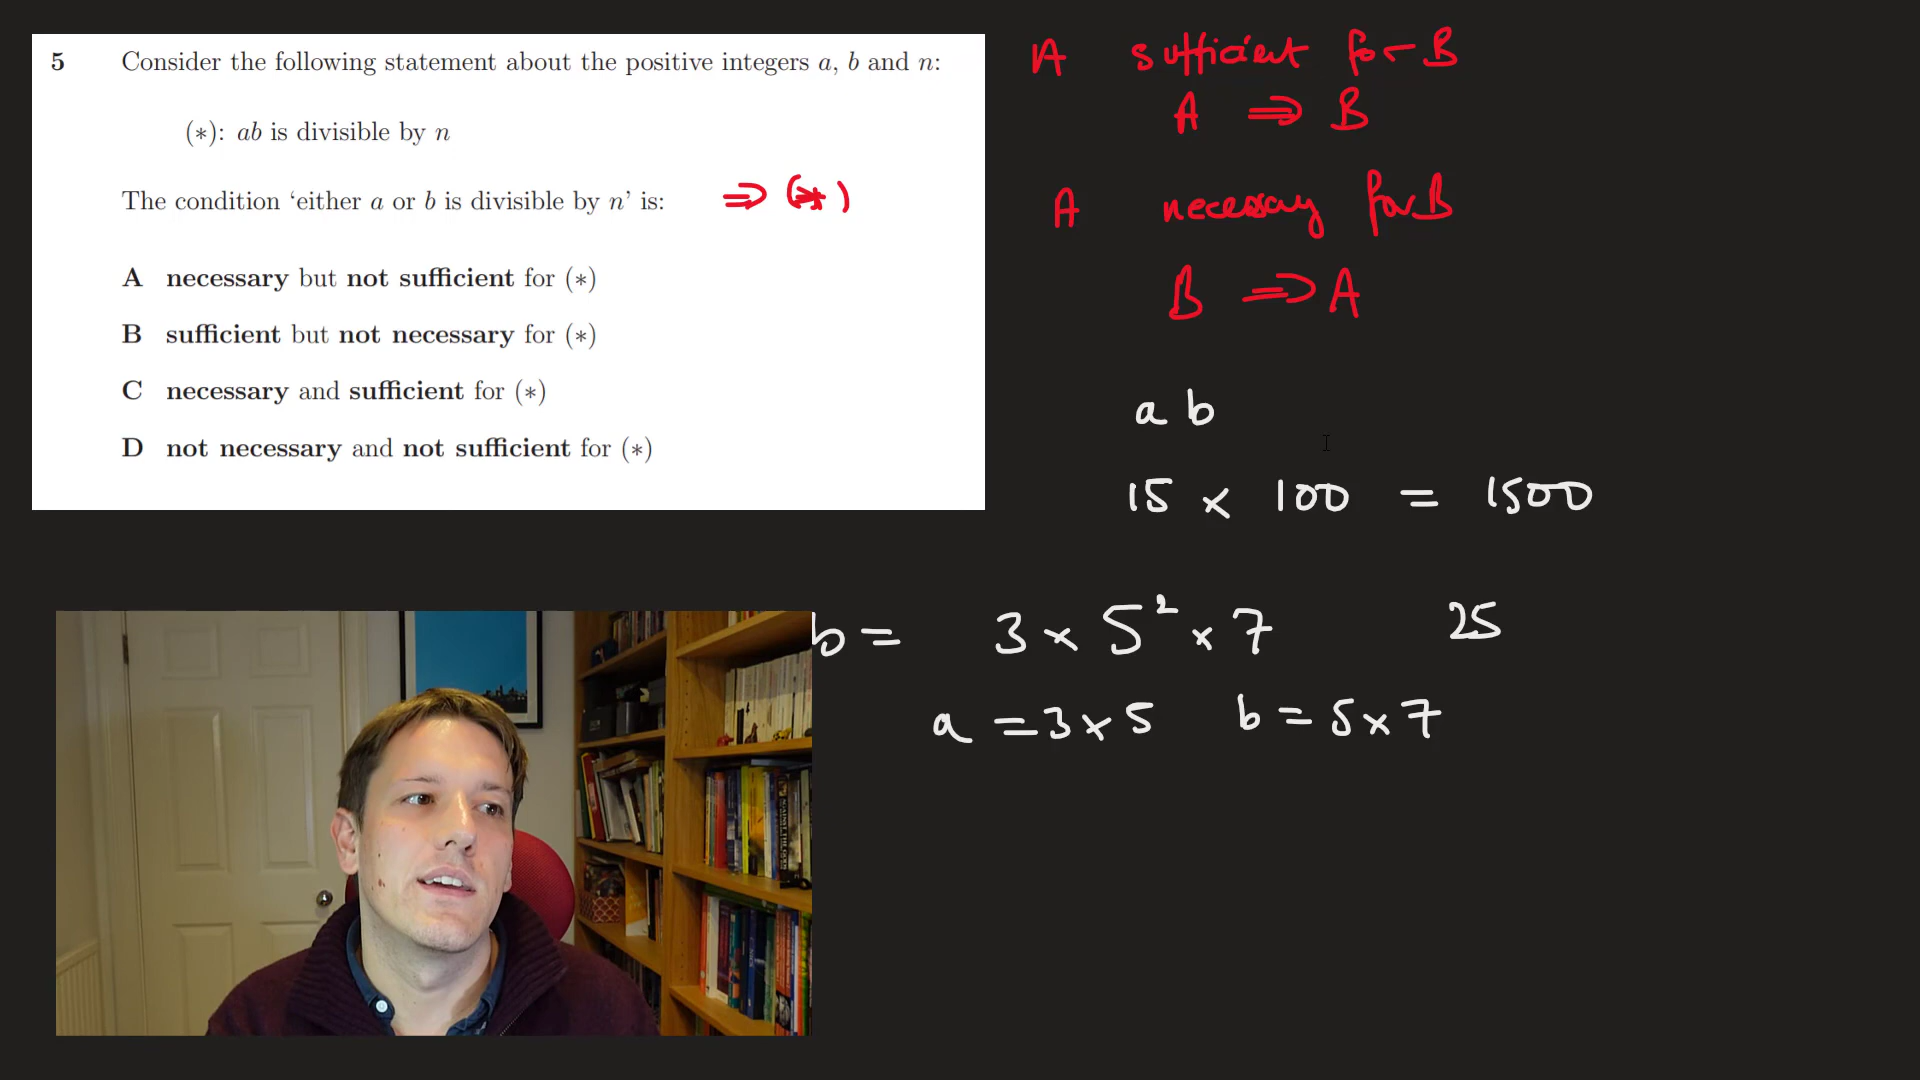 5 Consider the following statement about the positive integers a, b and n:
(∗): ab is divisible by n
The condition ‘either a or b is divisible by n’ is: ⇒ (*)
A necessary but not sufficient for (∗)
B sufficient but not necessary for (∗)
C necessary and sufficient for (∗)
D not necessary and not sufficient for (∗)
A sufficient for B
A ⇒ B
A necessary for B
B ⇒ A
a b
15 × 100 = 1500
b = 3 × 5² × 7 25
a = 3 × 5 b = 5 × 7